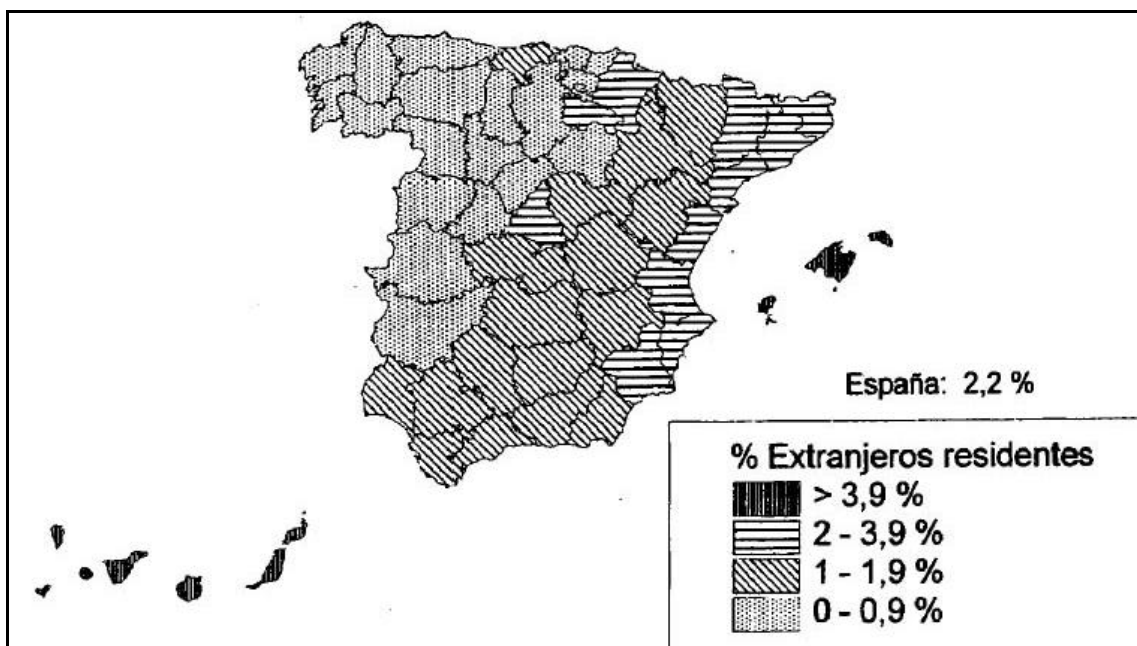 España: 2,2 %
% Extranjeros residentes
> 3,9 %
2 - 3,9 %
1 - 1,9 %
0 - 0,9 %